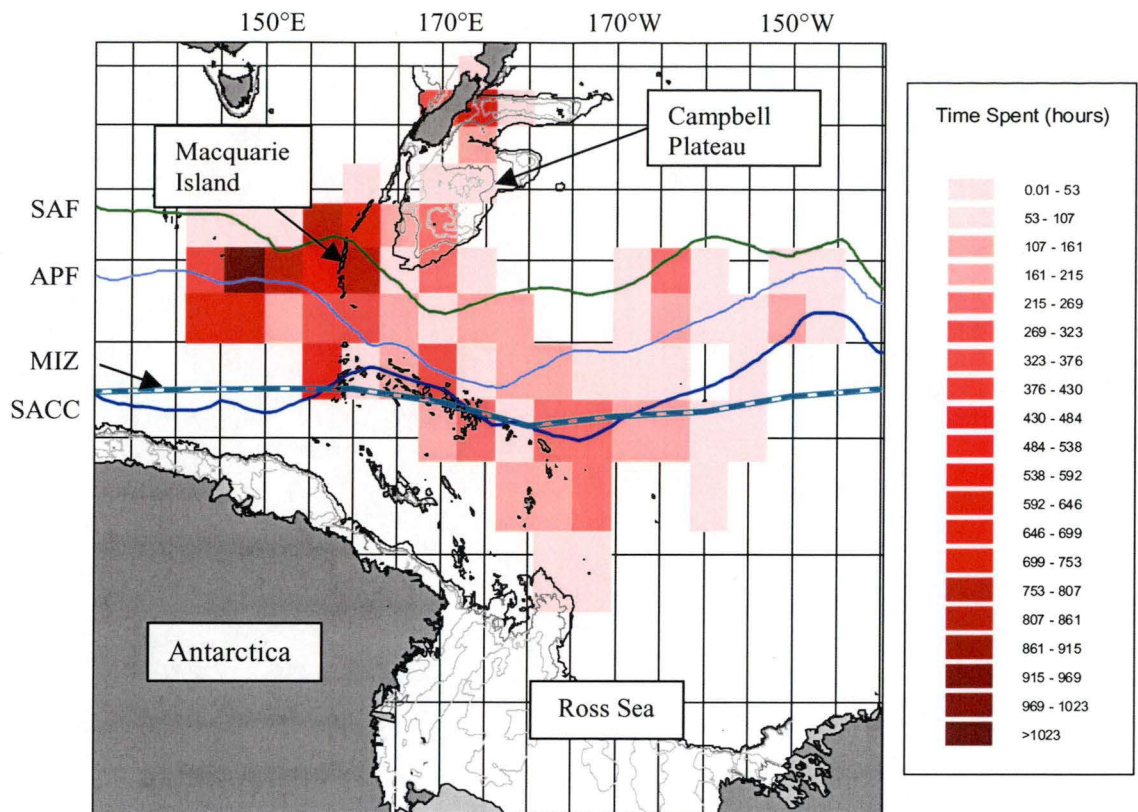 150°E 170°E 170°W 150°W
Macquarie
Island
Campbell
Plateau
SAF
APF
MIZ
SACC
Antarctica
Ross Sea
Time Spent (hours)
0.01 - 53
53 - 107
107 - 161
161 - 215
215 - 269
269 - 323
323 - 376
376 - 430
430 - 484
484 - 538
538 - 592
592 - 646
646 - 699
699 - 753
753 - 807
807 - 861
861 - 915
915 - 969
969 - 1023
>1023